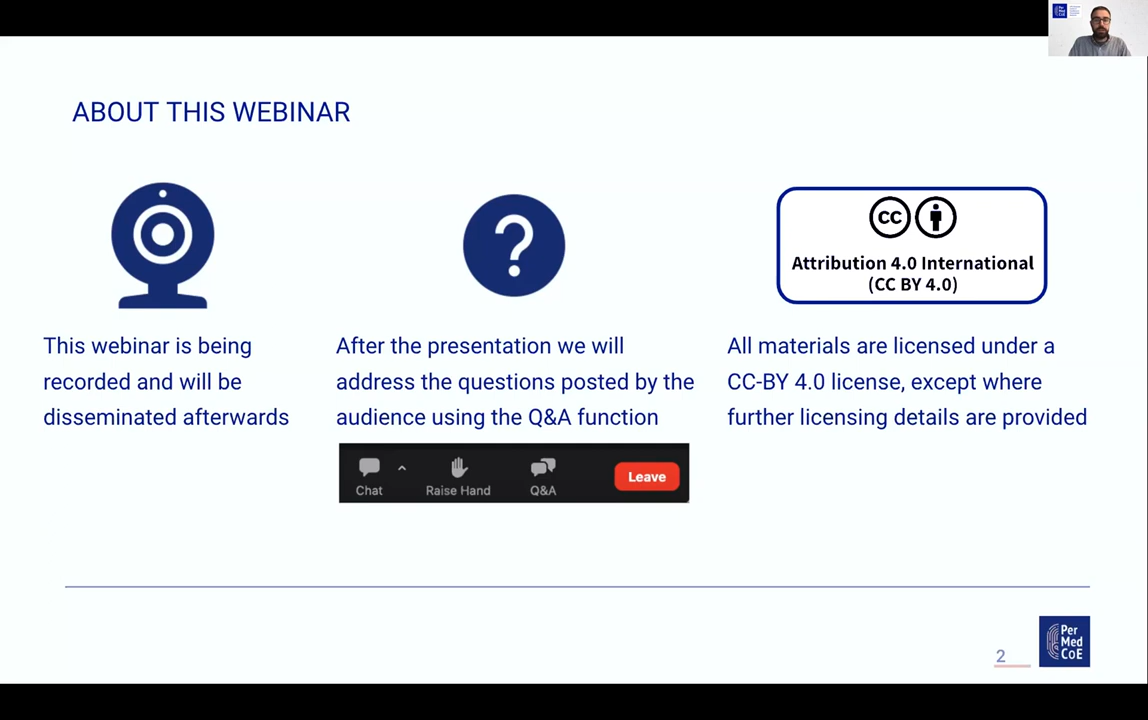 Per
Med
CoE
ABOUT THIS WEBINAR
CC
Attribution 4.0 International
(CC BY 4.0)
This webinar is being
recorded and will be
disseminated afterwards
After the presentation we will
address the questions posted by the
audience using the Q&A function
All materials are licensed under a
CC-BY 4.0 license, except where
further licensing details are provided
Chat
Raise Hand
Q&A
Leave
2
Per
Med
CoE